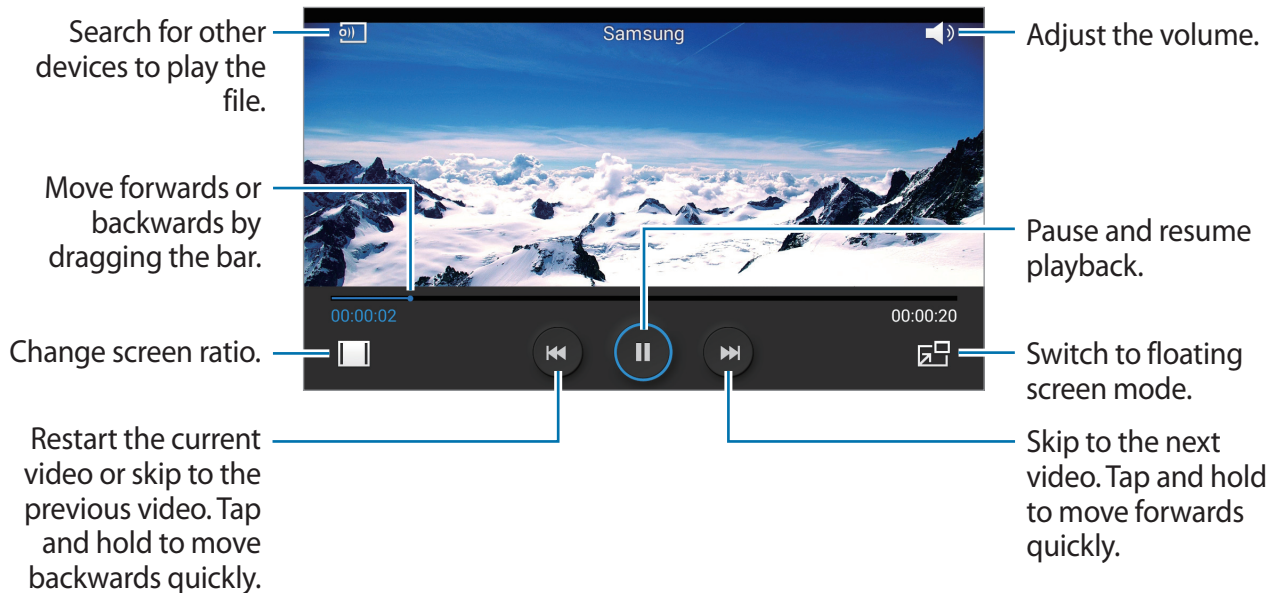 Search for other
devices to play the
file.
Samsung
Adjust the volume.
Move forwards or
backwards by
dragging the bar.
Pause and resume
playback.
00:00:02
00:00:20
Change screen ratio.
Switch to floating
screen mode.
Restart the current
video or skip to the
previous video. Tap
and hold to move
backwards quickly.
Skip to the next
video. Tap and hold
to move forwards
quickly.